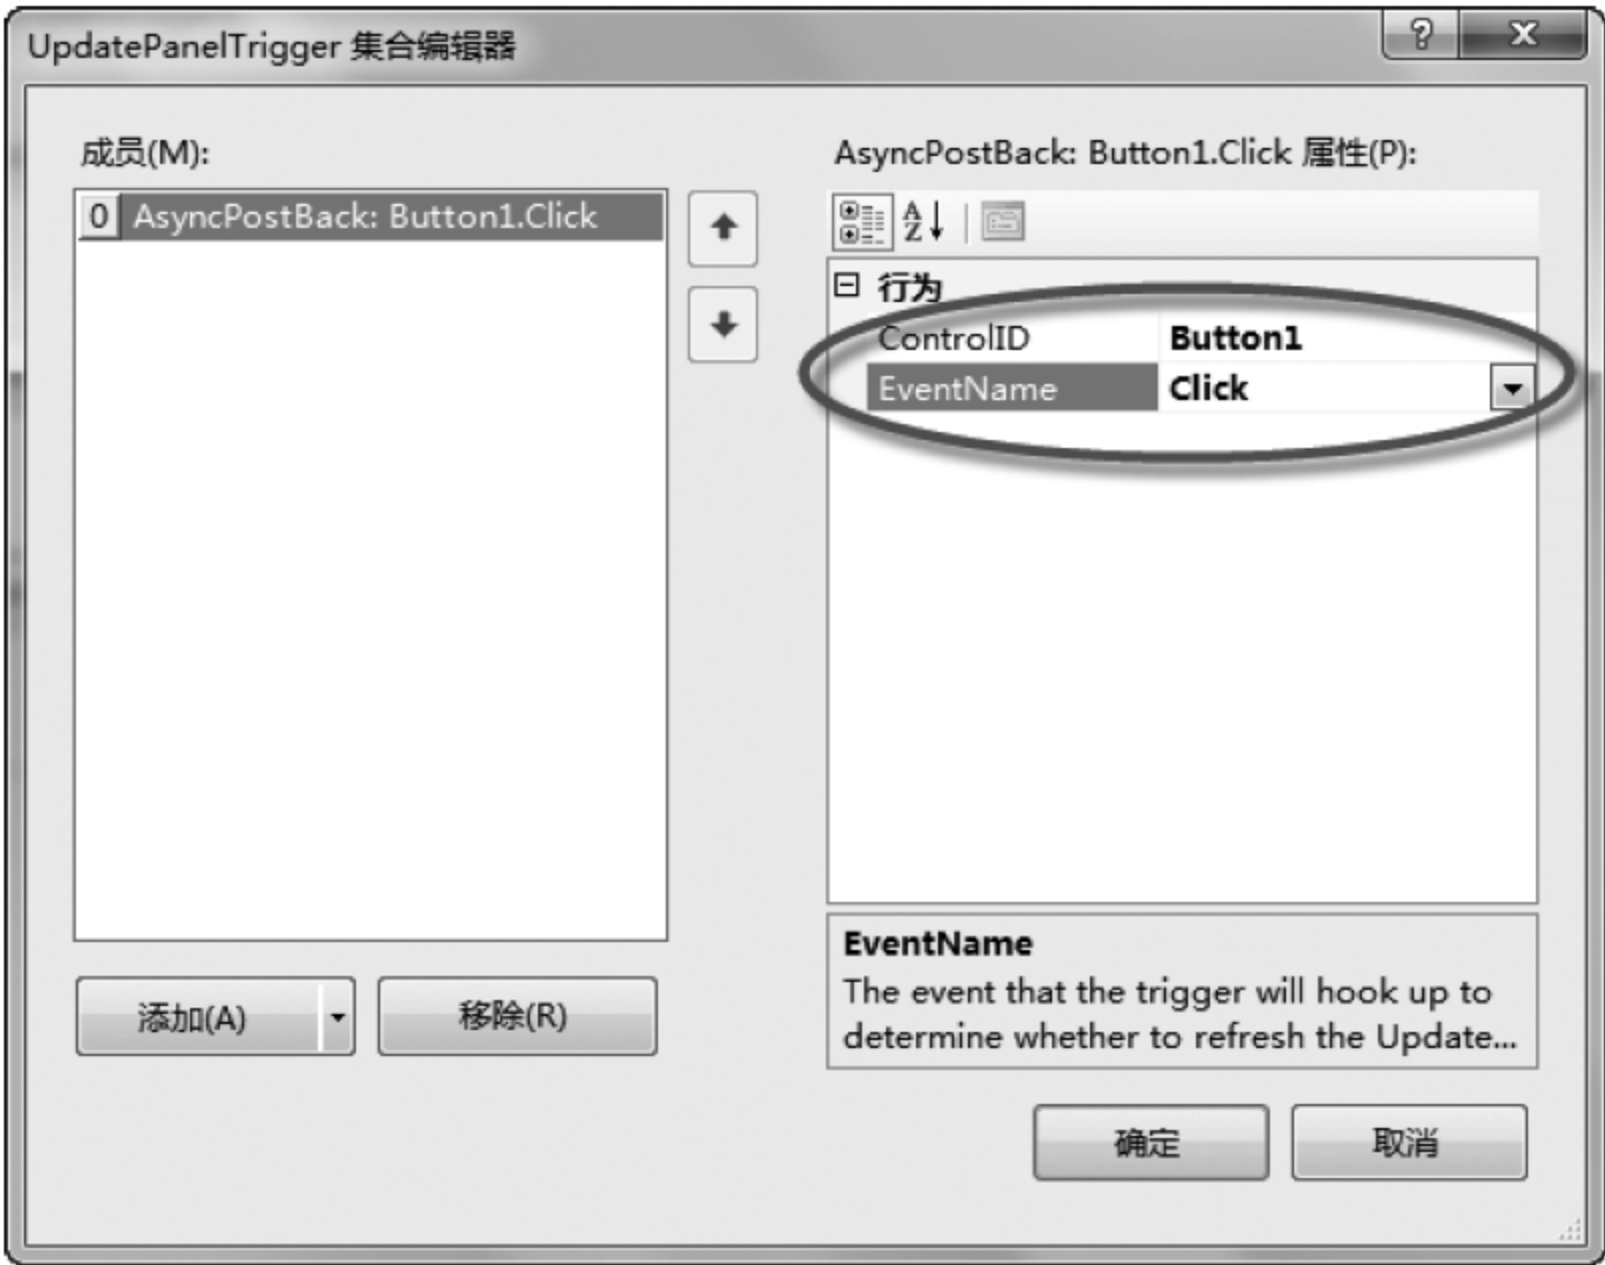 UpdatePanelTrigger 集合编辑器
? X
成员(M):
0 AsyncPostBack: Button1.Click
AsyncPostBack: Button1.Click 属性(P):
A
Z
行为
ControlID Button1
EventName Click
EventName
The event that the trigger will hook up to
determine whether to refresh the Update...
添加(A) 移除(R)
确定 取消